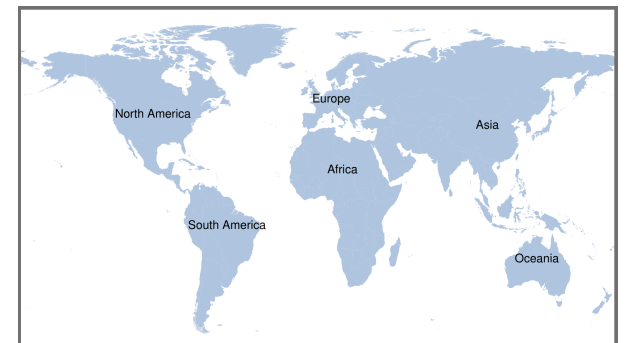 Europe
North America
Asia
Africa
South America
Oceania